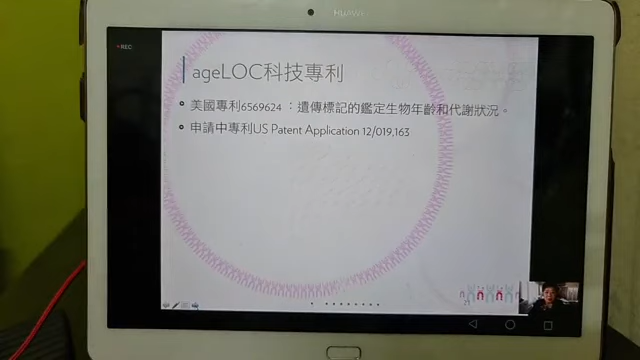 HUAWEI
REC
ageLOC科技專利
美國專利6569624 ：遺傳標記的鑑定生物年齡和代謝狀況。
申請中專利US Patent Application 12/019,163